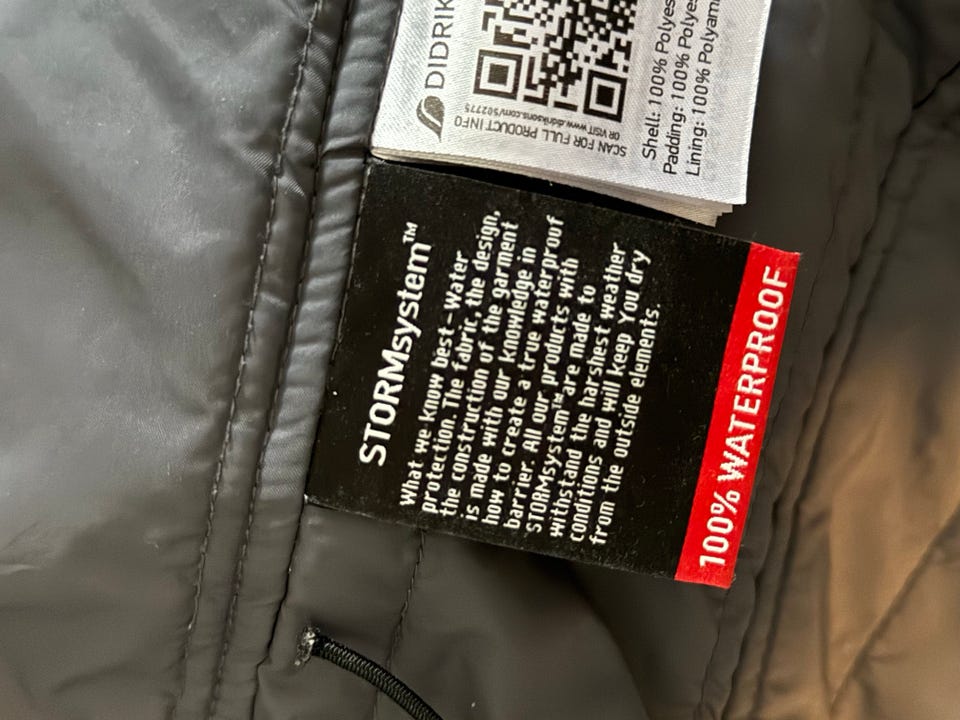 STORMsystem™
What we know best-Water
protection. The fabric, the design,
the construction of the garment
is made with our knowledge in
how to create a true waterprouf
barrier. All our products with
STORMsystem™ are made to
withstand the harshest weather
conditions and will keep You dry
from the outside elements.
100% WATERPROOF
DIDRIK
SCAN FOR FULL PRODUCT INFO
OR VISIT www.didriksons.com/502775
Shell: 100% Polyes
Padding: 100% Polyes
Lining: 100% Polyam